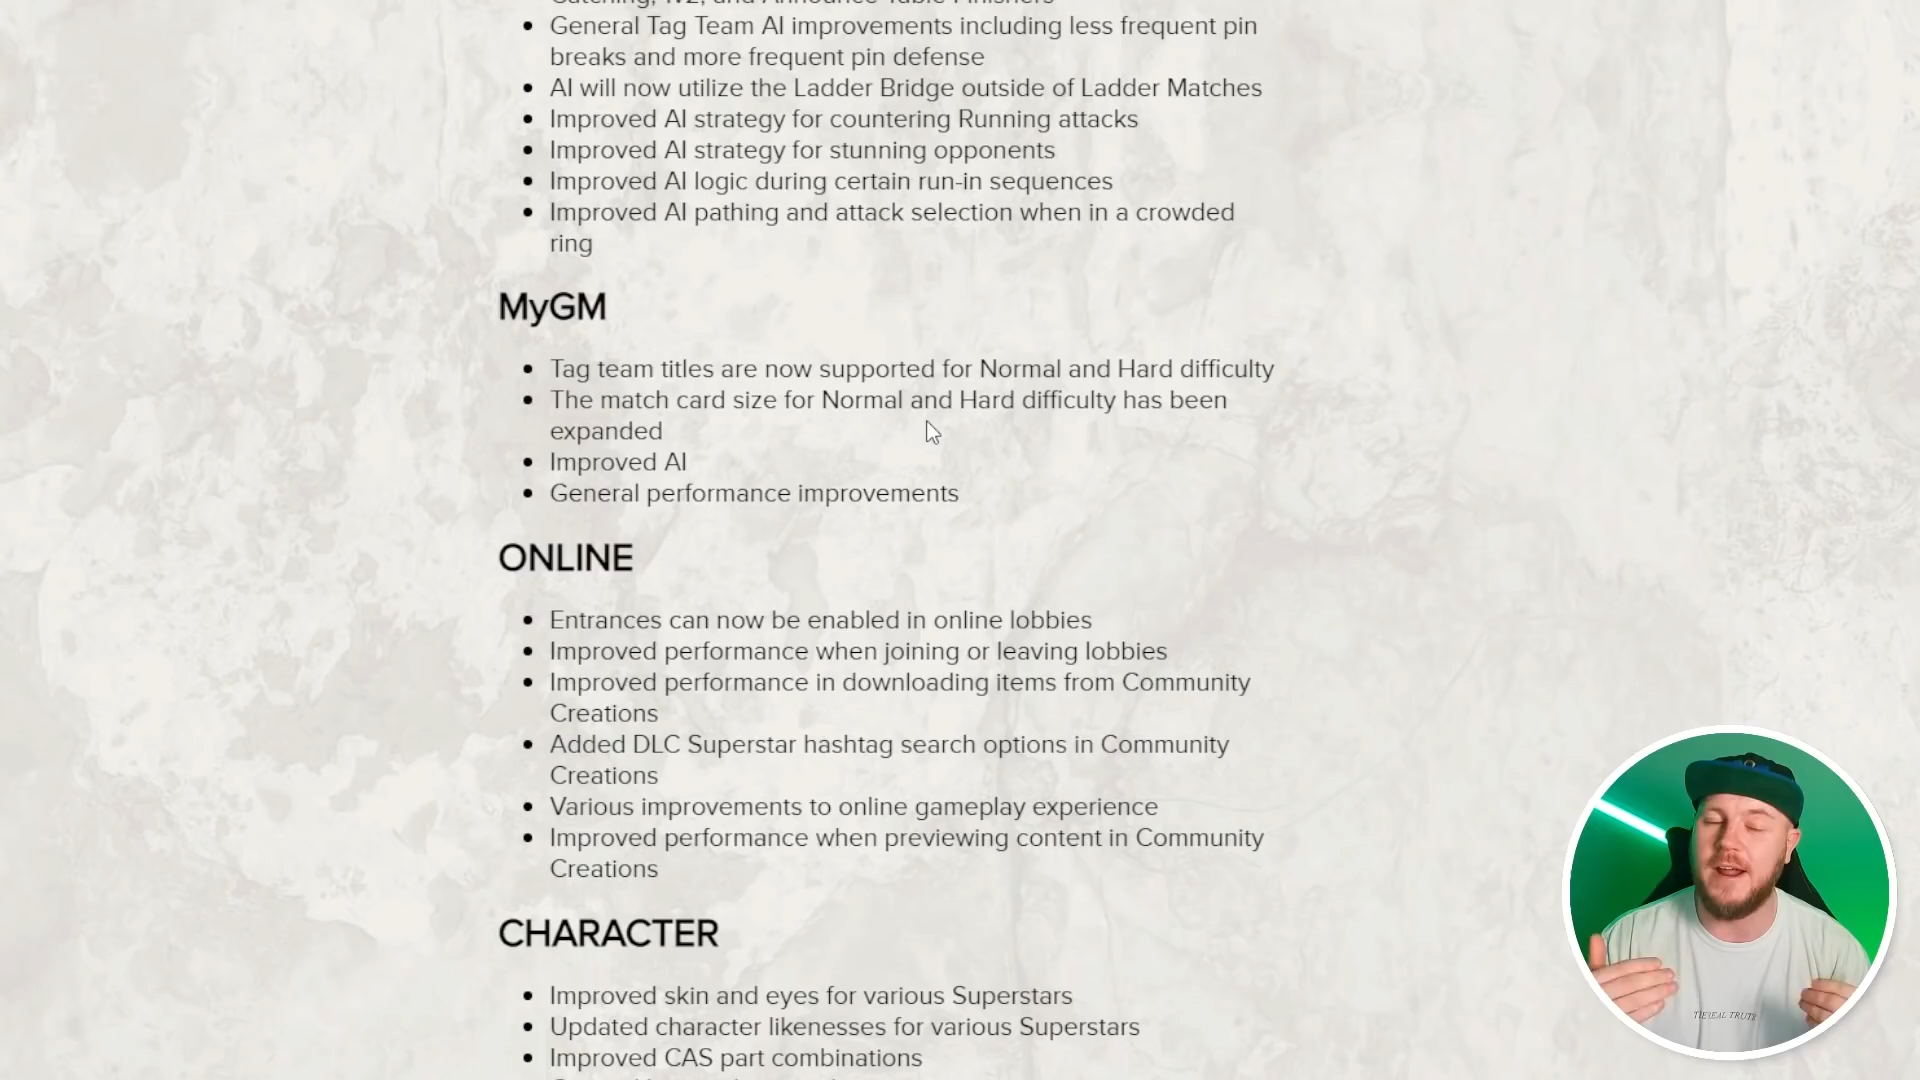 Catching, 1v2, and Announce Table Finishers
General Tag Team AI improvements including less frequent pin
breaks and more frequent pin defense
AI will now utilize the Ladder Bridge outside of Ladder Matches
Improved AI strategy for countering Running attacks
Improved AI strategy for stunning opponents
Improved AI logic during certain run-in sequences
Improved AI pathing and attack selection when in a crowded
ring
MyGM
Tag team titles are now supported for Normal and Hard difficulty
The match card size for Normal and Hard difficulty has been
expanded
Improved AI
General performance improvements
ONLINE
Entrances can now be enabled in online lobbies
Improved performance when joining or leaving lobbies
Improved performance in downloading items from Community
Creations
Added DLC Superstar hashtag search options in Community
Creations
Various improvements to online gameplay experience
Improved performance when previewing content in Community
Creations
CHARACTER
Improved skin and eyes for various Superstars
Updated character likenesses for various Superstars
Improved CAS part combinations